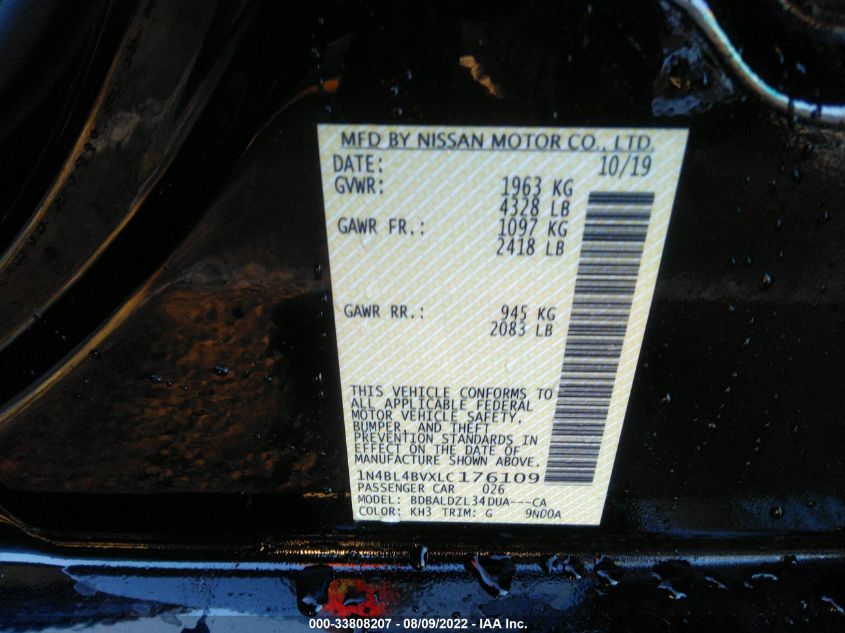 MFD BY NISSAN MOTOR CO., LTD.
DATE: 10/19
GVWR: 1963 KG
4328 LB
GAWR FR.: 1097 KG
2418 LB
GAWR RR.: 945 KG
2083 LB
THIS VEHICLE CONFORMS TO
ALL APPLICABLE FEDERAL
MOTOR VEHICLE SAFETY,
BUMPER, AND THEFT
PREVENTION STANDARDS IN
EFFECT ON THE DATE OF
MANUFACTURE SHOWN ABOVE.
1N4BL4BVXLC176109
PASSENGER CAR 026
MODEL: BDBALDZL34DUA---CA
COLOR: KH3 TRIM: G 9N00A
000-33808207 - 08/09/2022 - IAA Inc.